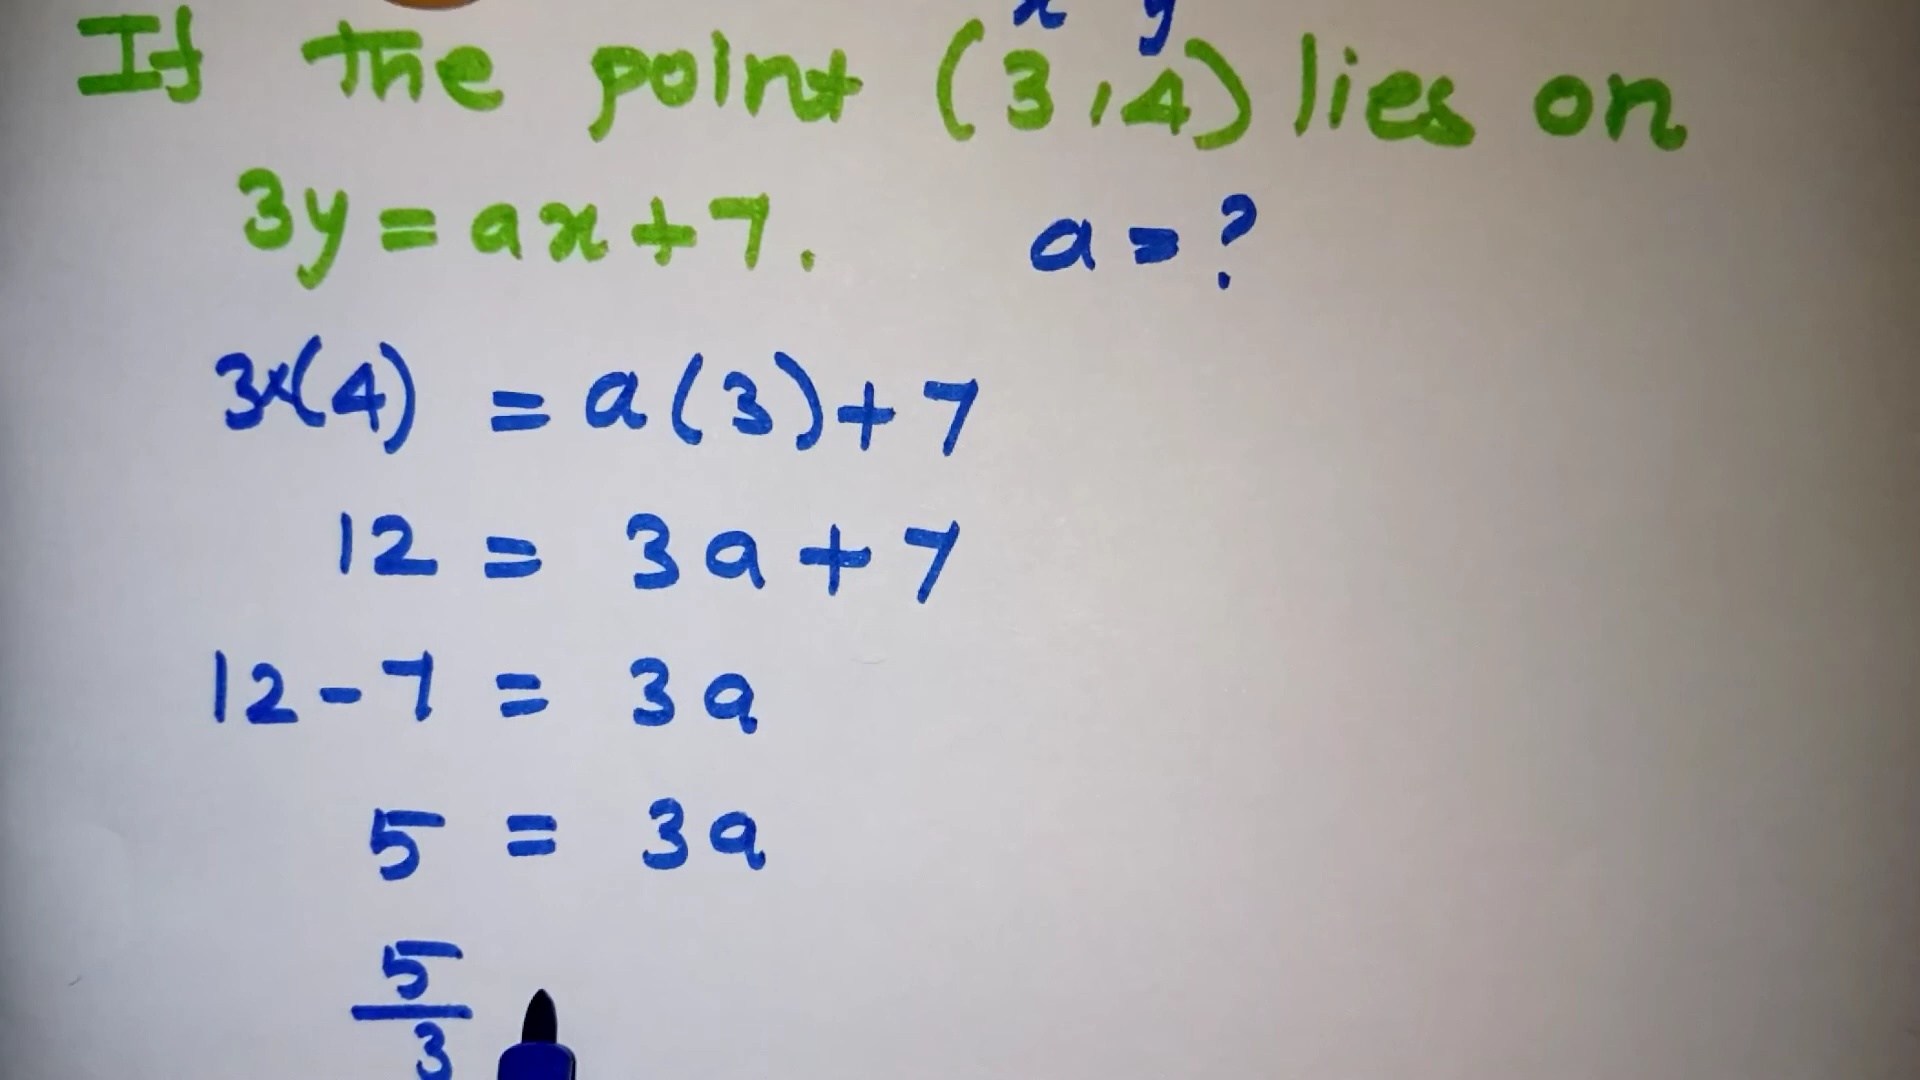 x y
If the point (3,4) lies on
3y = ax + 7. a = ?
3×(4) = a(3) + 7
12 = 3a + 7
12 - 7 = 3a
5 = 3a
5
3